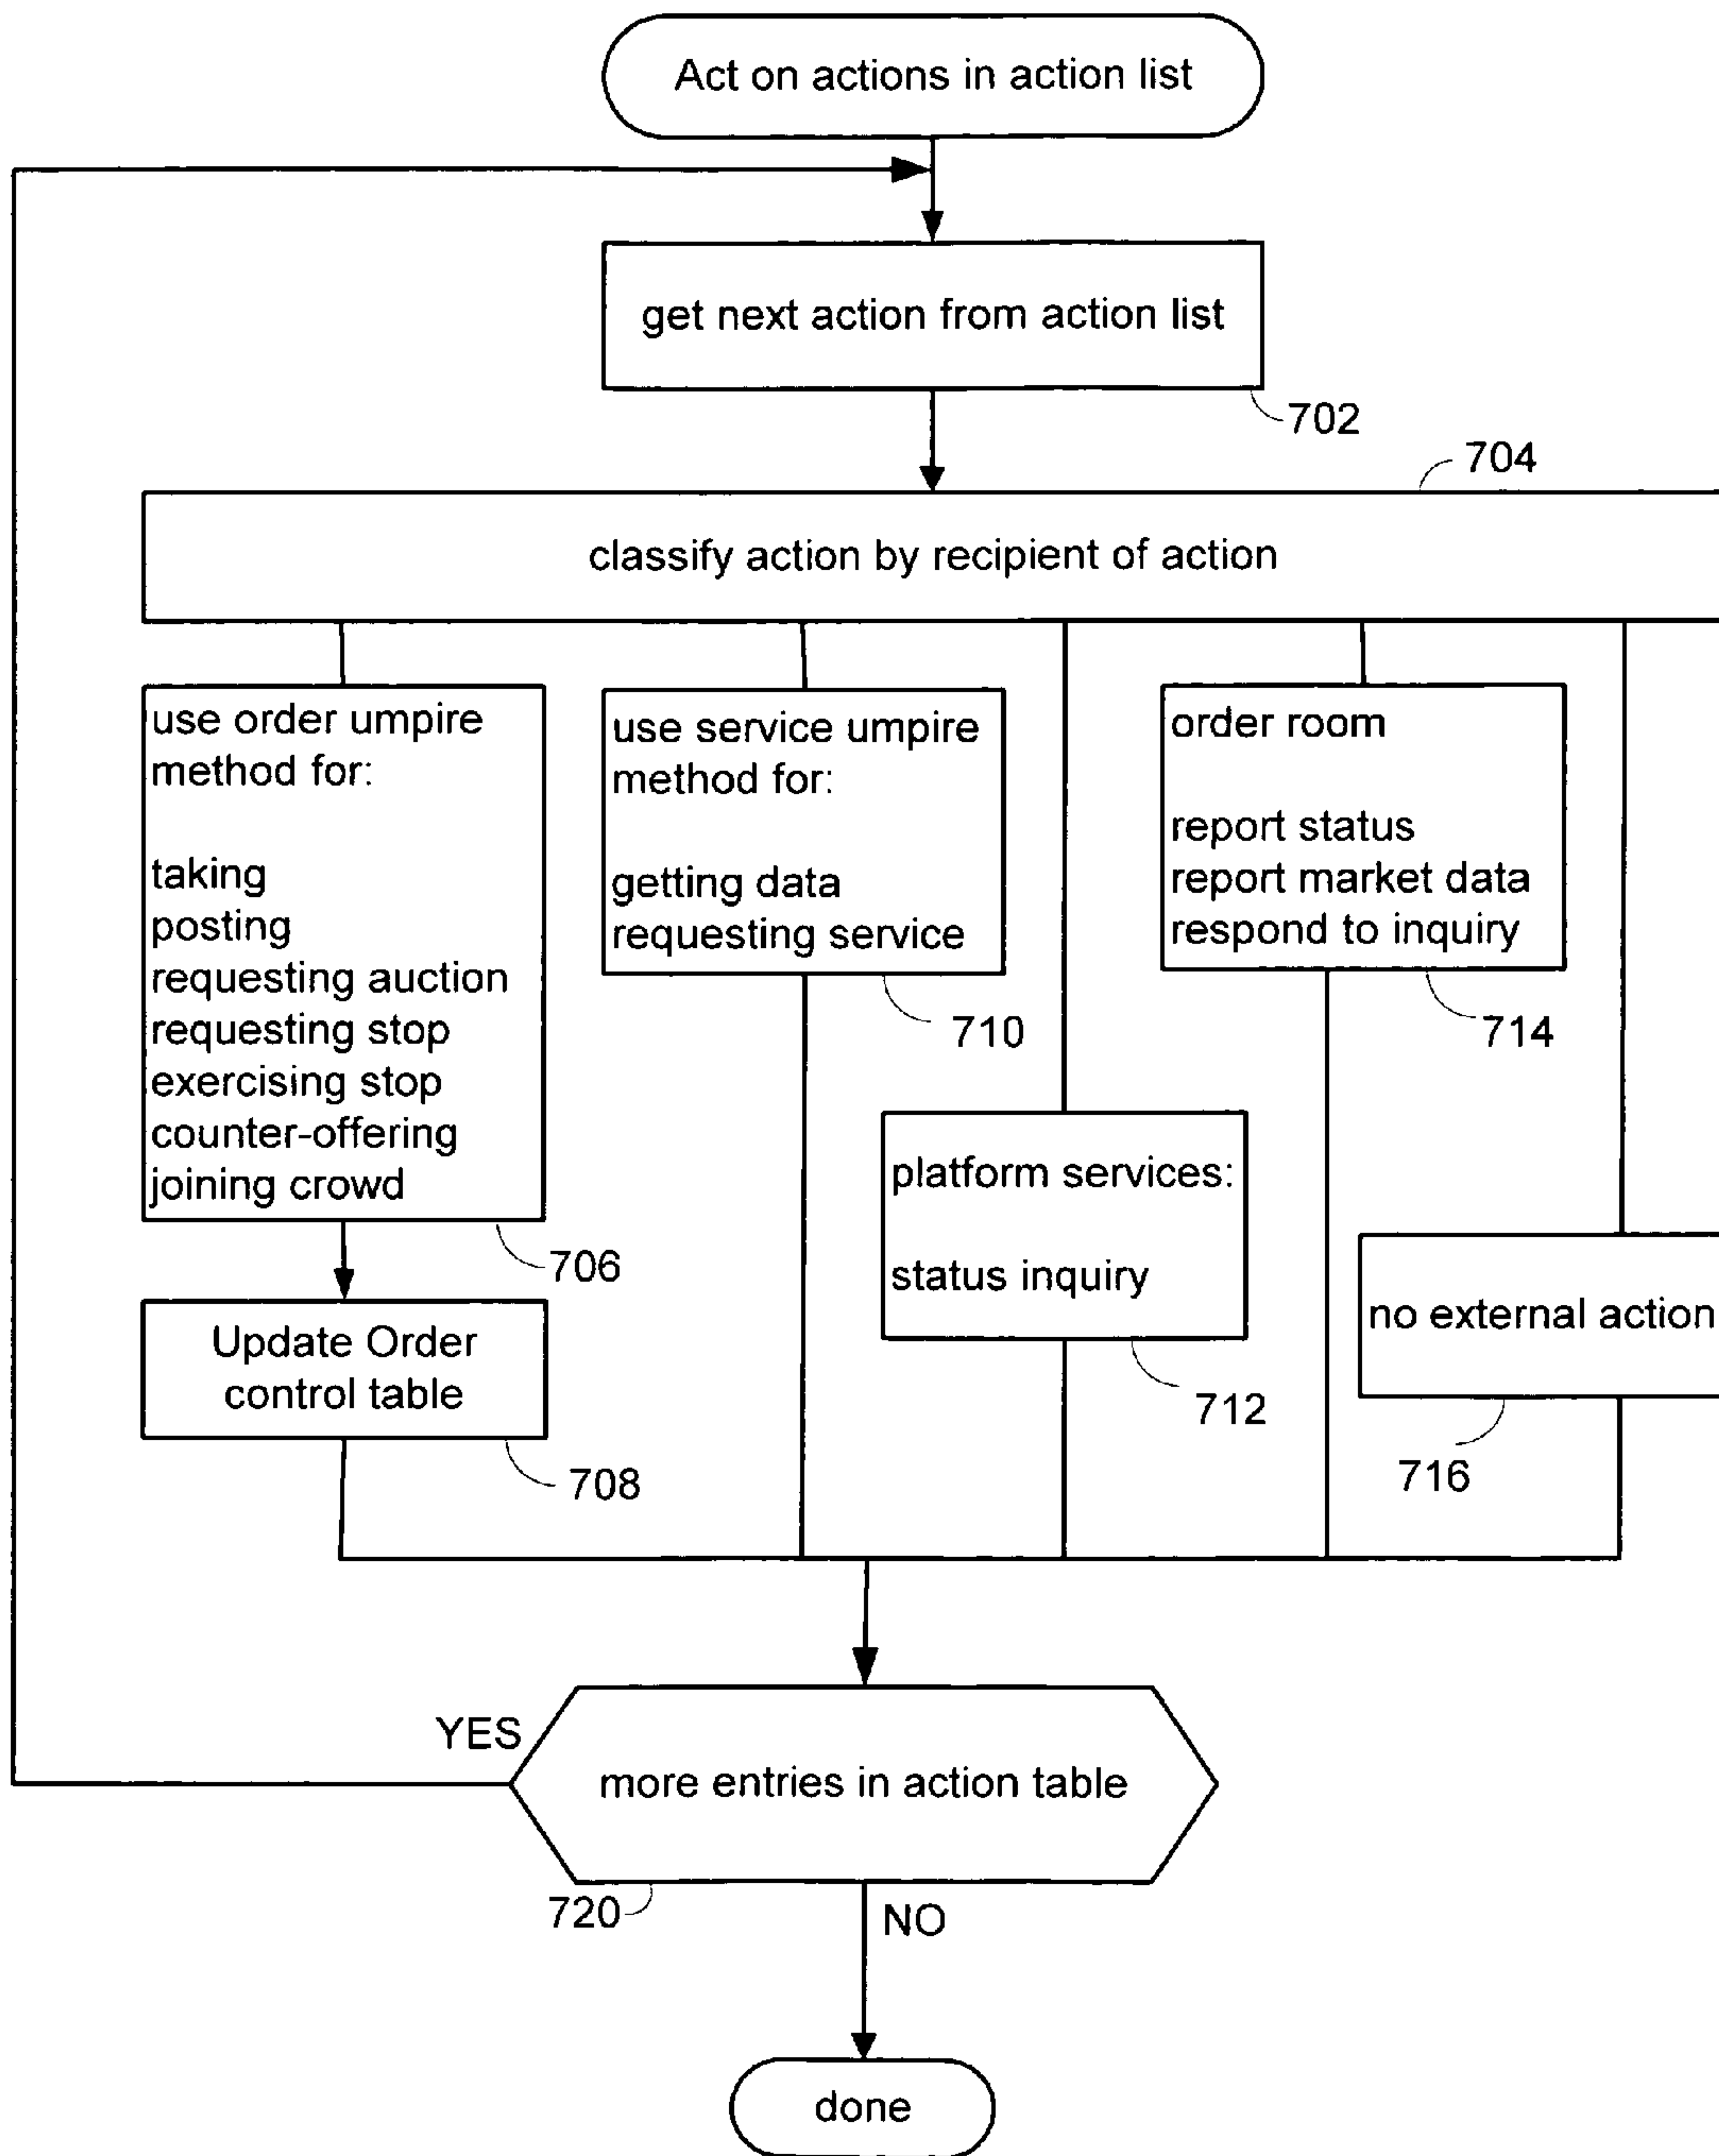 Act on actions in action list
get next action from action list
702
704
classify action by recipient of action
use order umpire
method for:
taking
posting
requesting auction
requesting stop
exercising stop
counter-offering
joining crowd
706
Update Order
control table
708
use service umpire
method for:
getting data
requesting service
710
platform services:
status inquiry
712
order room
report status
report market data
respond to inquiry
714
no external action
716
YES
more entries in action table
720
NO
done